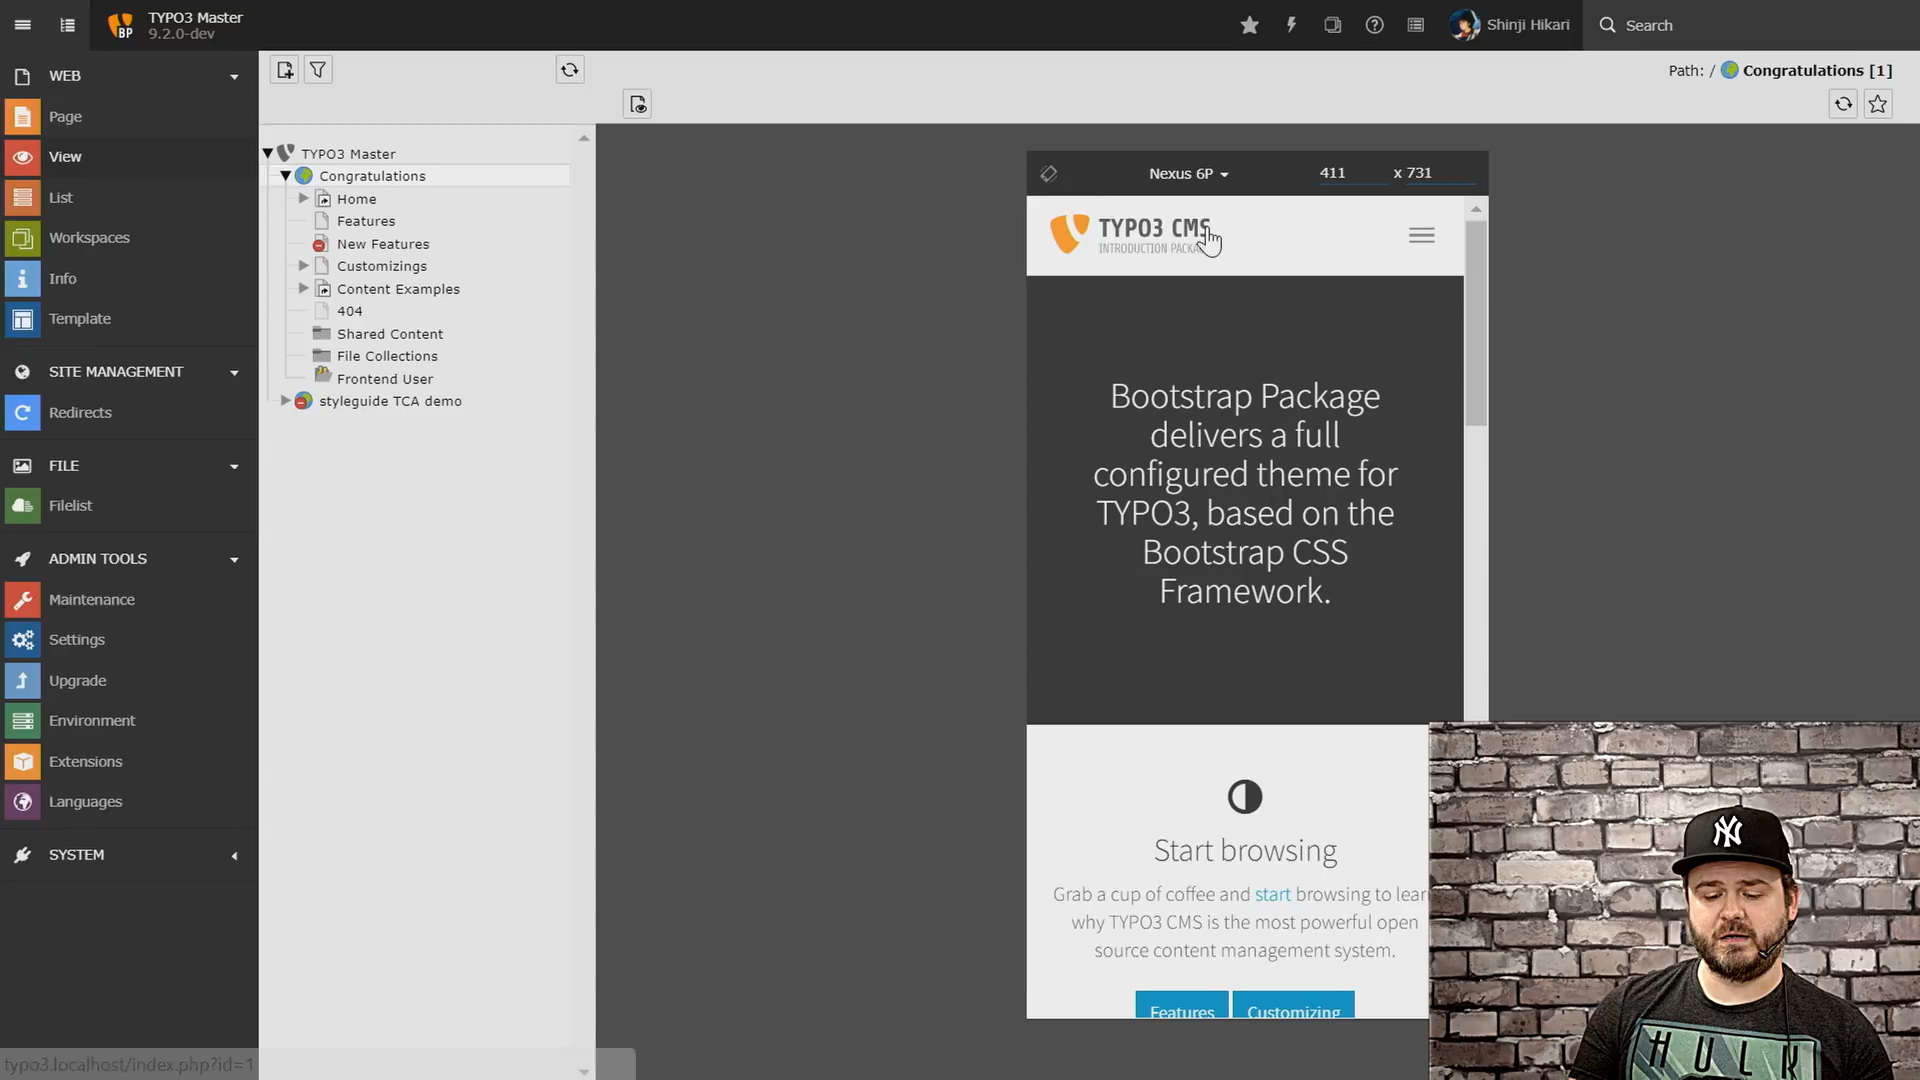 TYPO3 Master
9.2.0-dev
BP
Shinji Hikari
Search
WEB
Page
View
List
Workspaces
Info
Template
SITE MANAGEMENT
Redirects
FILE
Filelist
ADMIN TOOLS
Maintenance
Settings
Upgrade
Environment
Extensions
Languages
SYSTEM
typo3.localhost/index.php?id=1
TYPO3 Master
Congratulations
Home
Features
New Features
Customizings
Content Examples
404
Shared Content
File Collections
Frontend User
styleguide TCA demo
Path: / Congratulations [1]
Nexus 6P
411 x 731
TYPO3 CMS
INTRODUCTION
Bootstrap Package
delivers a full
configured theme for
TYPO3, based on the
Bootstrap CSS
Framework.
Start browsing
Grab a cup of coffee and start browsing to learn
why TYPO3 CMS is the most powerful open
source content management system.
Features
Customizing
NY
HULK